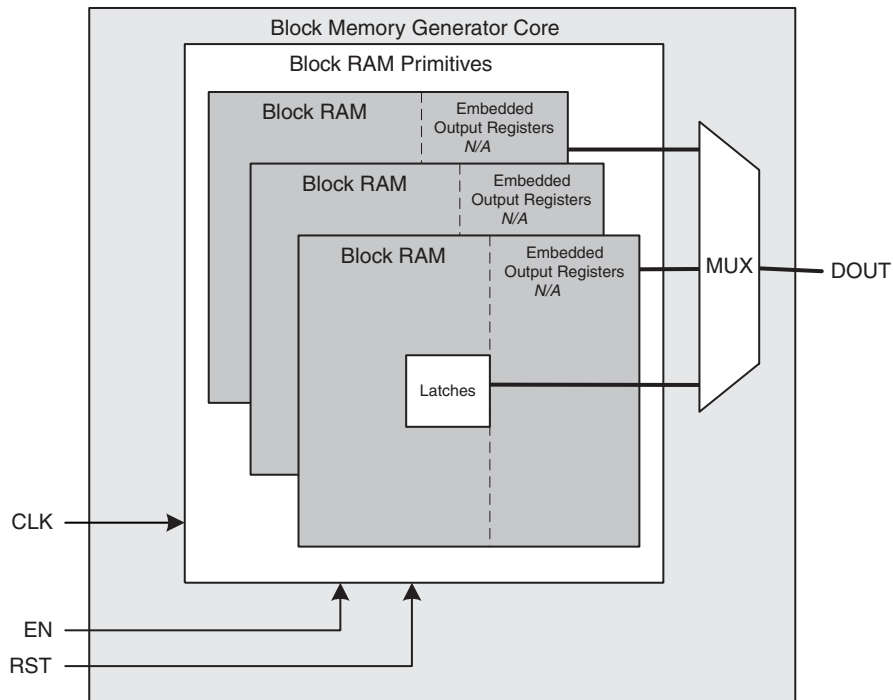 Block Memory Generator Core
Block RAM Primitives
Block RAM
Embedded
Output Registers
N/A
Block RAM
Embedded
Output Registers
N/A
Block RAM
Embedded
Output Registers
N/A
MUX
DOUT
Latches
CLK
EN
RST